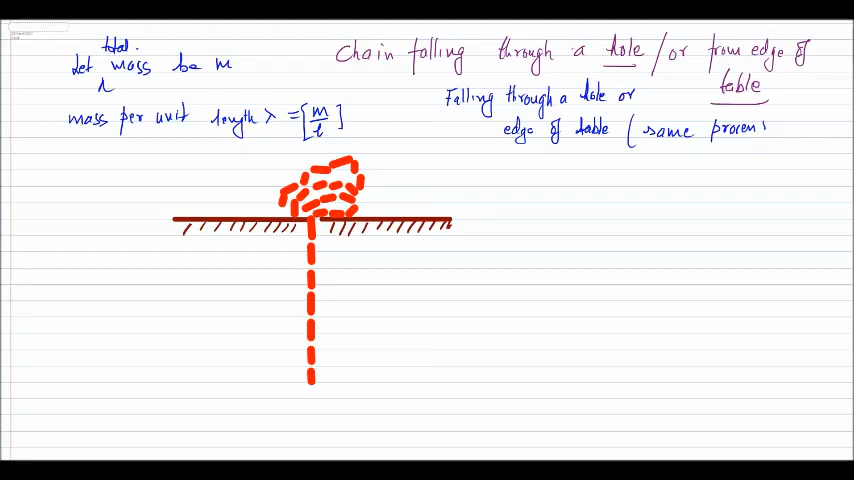 total.
Let mass be m
l
mass per unit length λ = [m/l]
Chain falling through a hole / or from edge of
table
Falling through a hole or
edge of table ( same proces